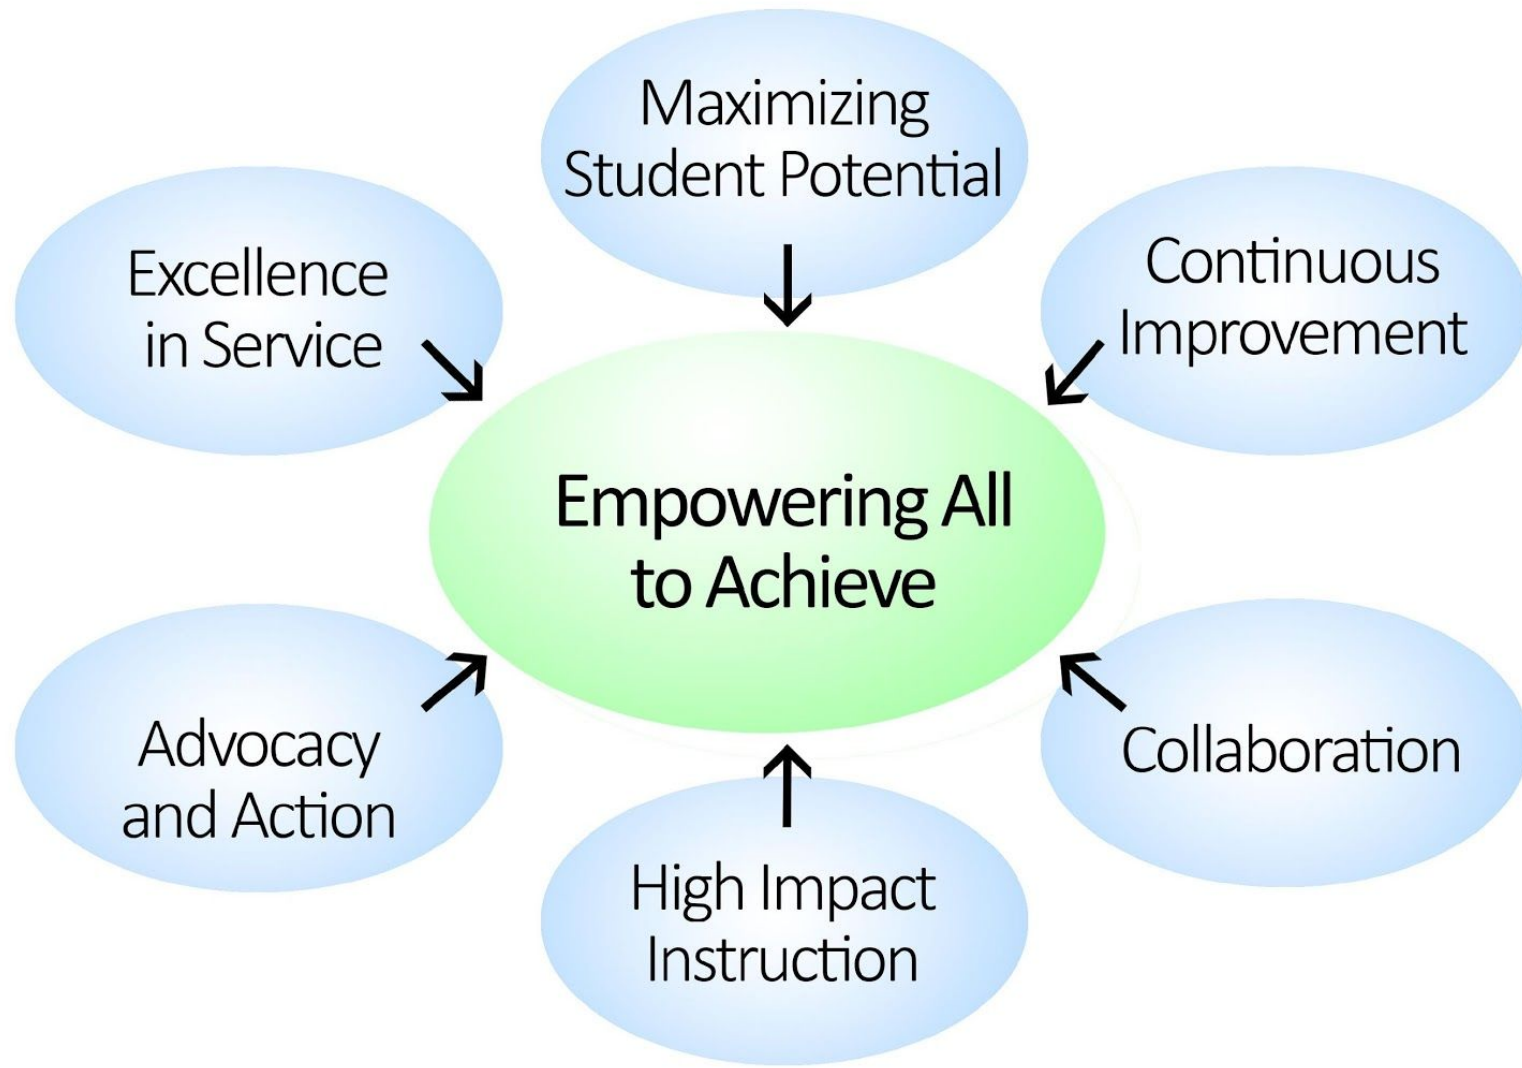 Maximizing
Student Potential
Excellence
in Service
Continuous
Improvement
Empowering All
to Achieve
Advocacy
and Action
Collaboration
High Impact
Instruction